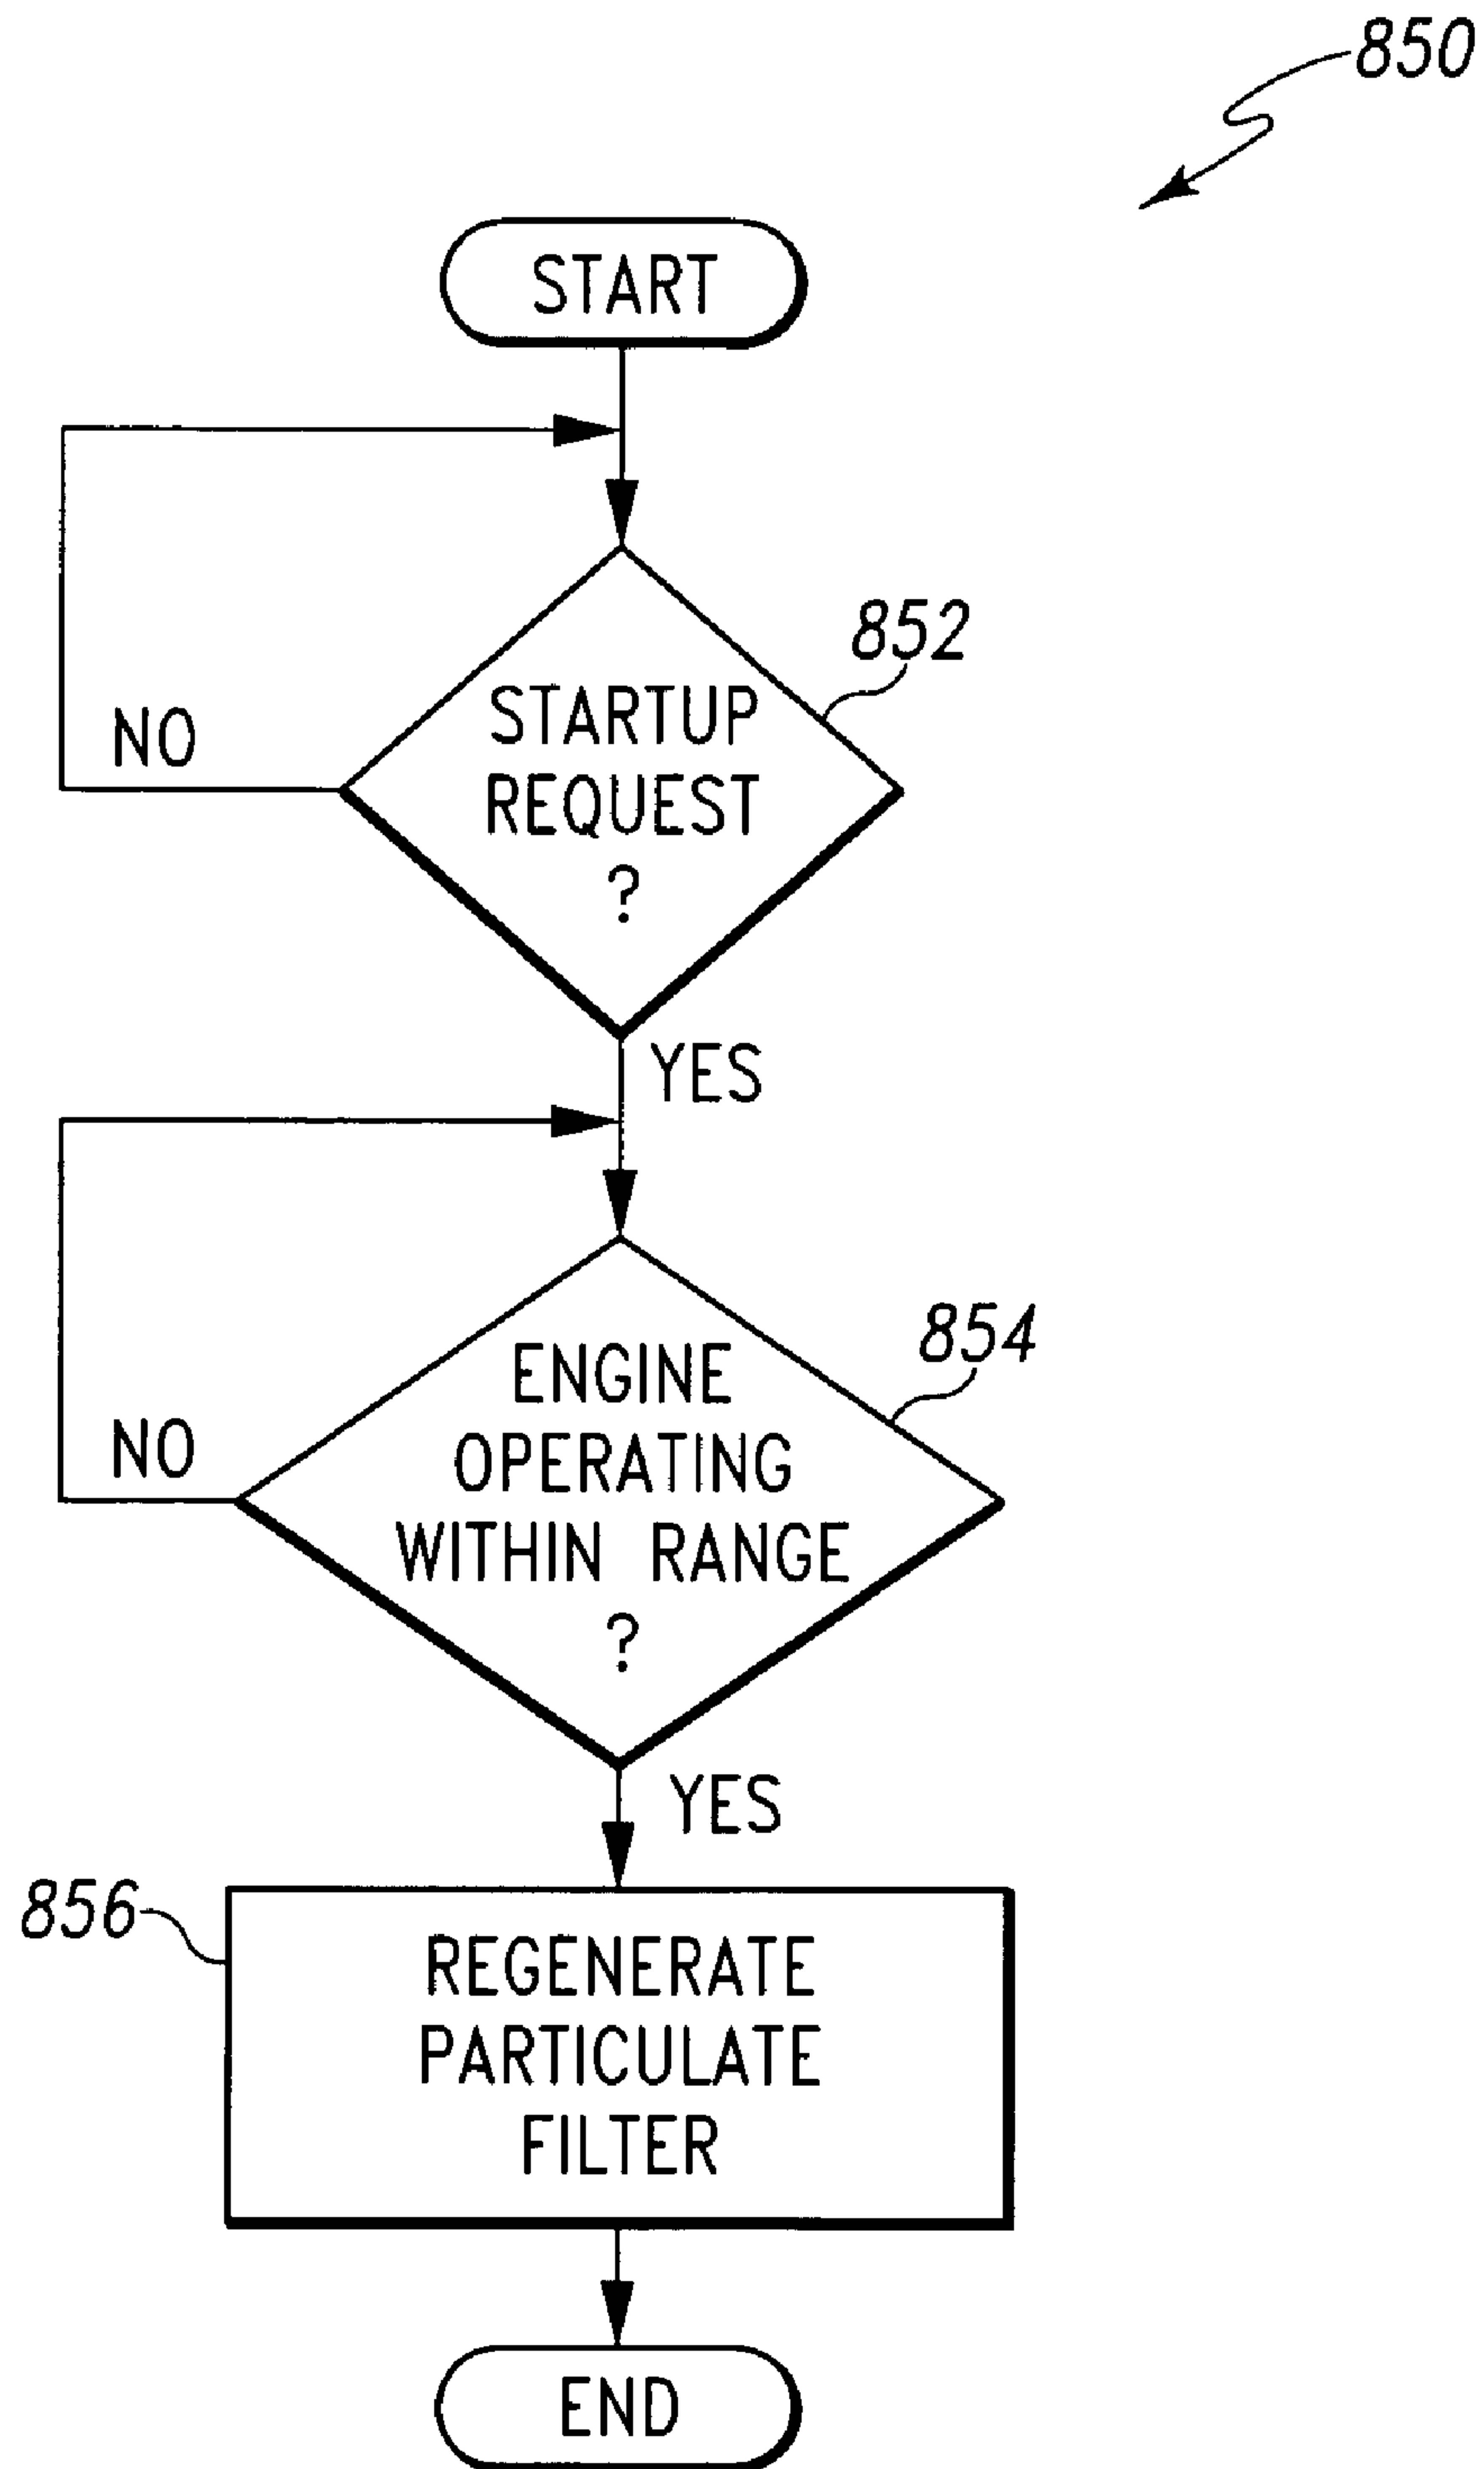 850
START
852
STARTUP
REQUEST
?
NO
YES
854
ENGINE
OPERATING
WITHIN RANGE
?
NO
YES
856
REGENERATE
PARTICULATE
FILTER
END